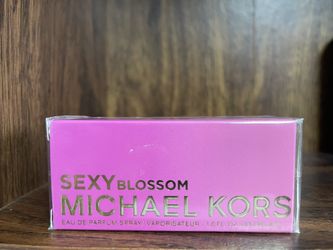 SEXY BLOSSOM
MICHAEL KORS
EAU DE PARFUM SPRAY VAPORISATEUR